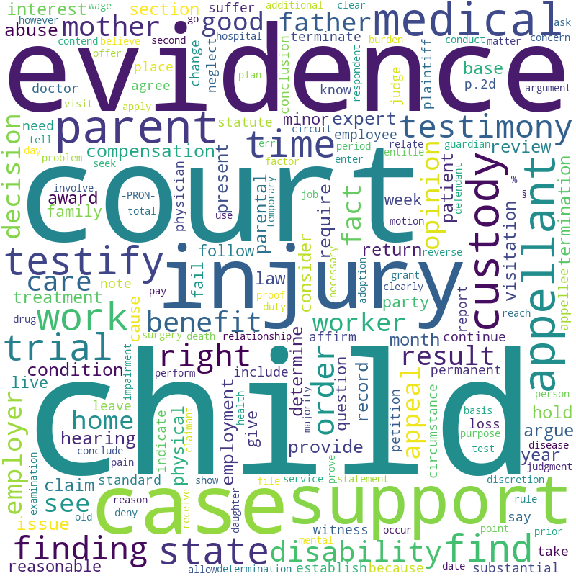 interest
however
wage
believe
offer
additional
clear
go
second
burden
ask
abuse
mother
good
father
section
suffer
hospital
terminate
conduct
matter
medical
contend
place
agree
doctor
neglect
change
conclusion
plan
respondent
judge
plaintiff
concern
argument
evidence
visit
apply
know
base
p.2d
decision
need
tell
day
problem
seek
parent
compensation
statute
time
minor
circuit
err
factor
expert
employee
period
relate
enter
entitle
testimony
guardian
review
defendant
involve
award
family
-PRON-
total
physician
present
parental
use
temporary
require
week
job
fact
opinion
patient
motion
%
§
court
testify
follow
fail
consider
return
grant
clearly
adoption
reverse
custody
visitation
appellant
termination
appellee
care
note
treatment
drug
cause
pay
law
benefit
proof
duty
necessary
party
report
reach
injury
work
worker
affirm
month
continue
person
trial
right
death
surgery
relationship
result
permanent
employer
condition
perform
include
determine
order
question
majority
record
appeal
hold
live
impairment
leave
home
hearing
conclude
pain
indicate
physical
claimant
employment
give
health
provide
petition
circumstance
loss
basis
purpose
test
argue
year
disease
judgment
child
see
claim
standard
examination
issue
old
reason
deny
receive
show
file
daughter
service
statement
witness
occur
discretion
rule
say
point
prior
case
support
finding
state
mental
disability
find
take
reasonable
allow
determination
establish
because
date
substantial